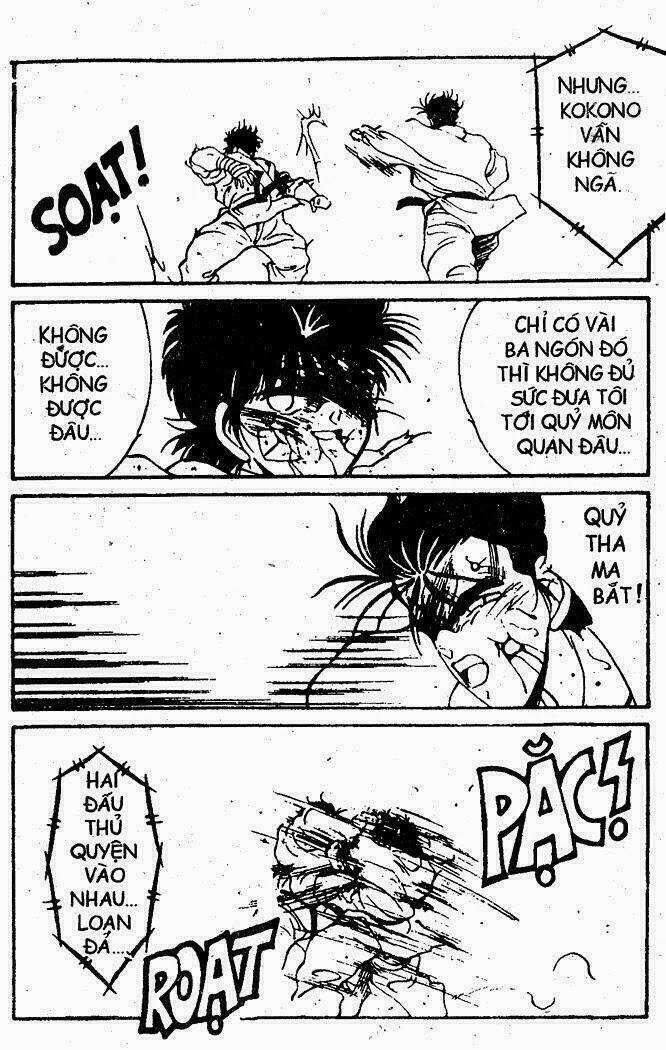 NHƯNG...
KOKONO
VẪN
KHÔNG
NGÃ.
SOẠT!
CHỈ CÓ VÀI
BA NGÓN ĐÓ
THÌ KHÔNG ĐỦ
SỨC ĐƯA TÔI
TỚI QUỶ MÔN
QUAN ĐÂU...
KHÔNG
ĐƯỢC...
KHÔNG
ĐƯỢC
ĐÂU...
QUỶ
THA
MA
BẮT!
HAI
ĐẤU
THỦ
QUYỆN
VÀO
NHAU...
LOẠN
ĐẢ....
PẶC!
ROẠT